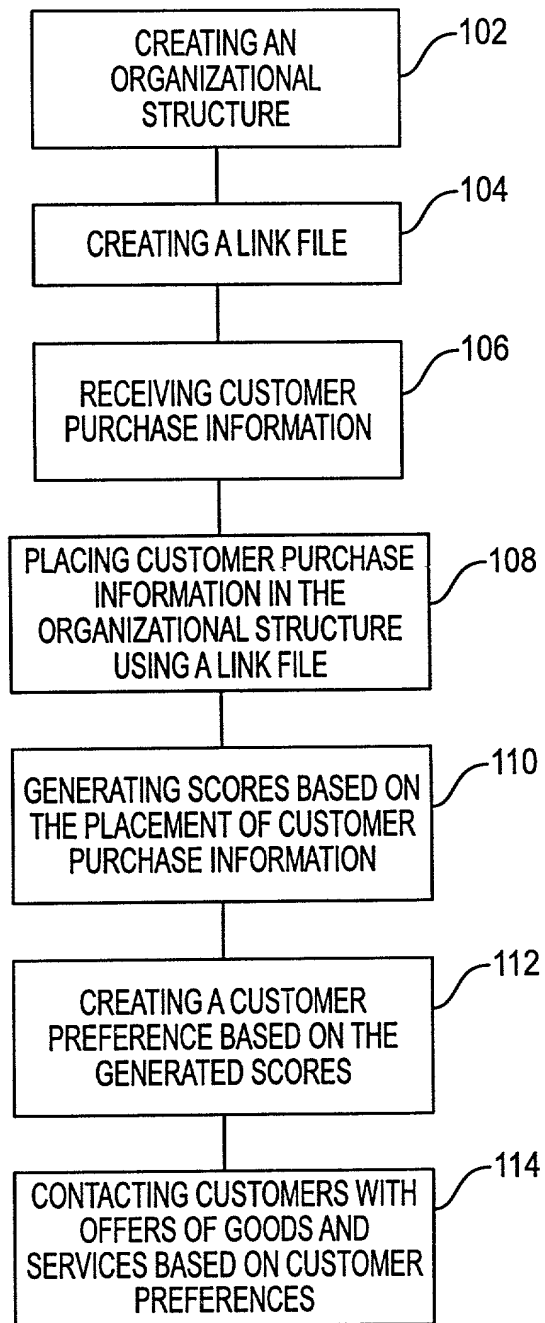 CREATING AN
ORGANIZATIONAL
STRUCTURE
102
CREATING A LINK FILE
104
RECEIVING CUSTOMER
PURCHASE INFORMATION
106
PLACING CUSTOMER PURCHASE
INFORMATION IN THE
ORGANIZATIONAL STRUCTURE
USING A LINK FILE
108
GENERATING SCORES BASED ON
THE PLACEMENT OF CUSTOMER
PURCHASE INFORMATION
110
CREATING A CUSTOMER
PREFERENCE BASED ON THE
GENERATED SCORES
112
CONTACTING CUSTOMERS WITH
OFFERS OF GOODS AND
SERVICES BASED ON CUSTOMER
PREFERENCES
114